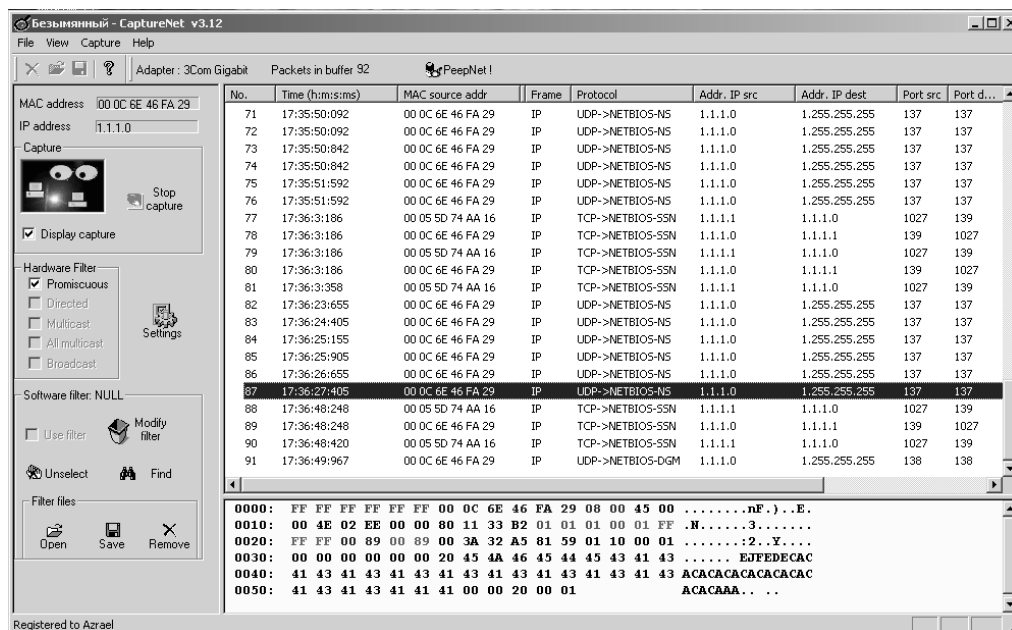 Безымянный - CaptureNet v3.12
File View Capture Help
Adapter : 3Com Gigabit Packets in buffer 92 PeepNet !
MAC address 00 0C 6E 46 FA 29
IP address 1.1.1.0
Capture
Stop capture
Display capture
Hardware Filter
Promiscuous
Directed
Multicast
All multicast
Broadcast
Settings
Software filter: NULL
Use filter
Modify filter
Unselect
Find
Filter files
Open Save Remove
No. Time (h:m:s:ms) MAC source addr Frame Protocol Addr. IP src Addr. IP dest Port src Port d...
71 17:35:50:092 00 0C 6E 46 FA 29 IP UDP->NETBIOS-NS 1.1.1.0 1.255.255.255 137 137
72 17:35:50:092 00 0C 6E 46 FA 29 IP UDP->NETBIOS-NS 1.1.1.0 1.255.255.255 137 137
73 17:35:50:842 00 0C 6E 46 FA 29 IP UDP->NETBIOS-NS 1.1.1.0 1.255.255.255 137 137
74 17:35:50:842 00 0C 6E 46 FA 29 IP UDP->NETBIOS-NS 1.1.1.0 1.255.255.255 137 137
75 17:35:51:592 00 0C 6E 46 FA 29 IP UDP->NETBIOS-NS 1.1.1.0 1.255.255.255 137 137
76 17:35:51:592 00 0C 6E 46 FA 29 IP UDP->NETBIOS-NS 1.1.1.0 1.255.255.255 137 137
77 17:36:3:186 00 05 5D 74 AA 16 IP TCP->NETBIOS-SSN 1.1.1.1 1.1.1.0 1027 139
78 17:36:3:186 00 0C 6E 46 FA 29 IP TCP->NETBIOS-SSN 1.1.1.0 1.1.1.1 139 1027
79 17:36:3:186 00 05 5D 74 AA 16 IP TCP->NETBIOS-SSN 1.1.1.1 1.1.1.0 1027 139
80 17:36:3:186 00 0C 6E 46 FA 29 IP TCP->NETBIOS-SSN 1.1.1.0 1.1.1.1 139 1027
81 17:36:3:358 00 05 5D 74 AA 16 IP TCP->NETBIOS-SSN 1.1.1.1 1.1.1.0 1027 139
82 17:36:23:655 00 0C 6E 46 FA 29 IP UDP->NETBIOS-NS 1.1.1.0 1.255.255.255 137 137
83 17:36:24:405 00 0C 6E 46 FA 29 IP UDP->NETBIOS-NS 1.1.1.0 1.255.255.255 137 137
84 17:36:25:155 00 0C 6E 46 FA 29 IP UDP->NETBIOS-NS 1.1.1.0 1.255.255.255 137 137
85 17:36:25:905 00 0C 6E 46 FA 29 IP UDP->NETBIOS-NS 1.1.1.0 1.255.255.255 137 137
86 17:36:26:655 00 0C 6E 46 FA 29 IP UDP->NETBIOS-NS 1.1.1.0 1.255.255.255 137 137
87 17:36:27:405 00 0C 6E 46 FA 29 IP UDP->NETBIOS-NS 1.1.1.0 1.255.255.255 137 137
88 17:36:48:248 00 05 5D 74 AA 16 IP TCP->NETBIOS-SSN 1.1.1.1 1.1.1.0 1027 139
89 17:36:48:248 00 0C 6E 46 FA 29 IP TCP->NETBIOS-SSN 1.1.1.0 1.1.1.1 139 1027
90 17:36:48:420 00 05 5D 74 AA 16 IP TCP->NETBIOS-SSN 1.1.1.1 1.1.1.0 1027 139
91 17:36:49:967 00 0C 6E 46 FA 29 IP UDP->NETBIOS-DGM 1.1.1.0 1.255.255.255 138 138
0000: FF FF FF FF FF FF 00 0C 6E 46 FA 29 08 00 45 00 ........nF.)..E.
0010: 00 4E 02 EE 00 00 80 11 33 B2 01 01 01 00 01 FF .N......3.......
0020: FF FF 00 89 00 89 00 3A 32 A5 81 59 01 10 00 01 .......:2..Y....
0030: 00 00 00 00 00 00 20 45 4A 46 45 44 45 43 41 43 ...... EJFEDECAC
0040: 41 43 41 43 41 43 41 43 41 43 41 43 41 43 41 43 ACACACACACACACAC
0050: 41 43 41 43 41 41 41 00 00 20 00 01 ACACAAA.. ..
Registered to Azrael